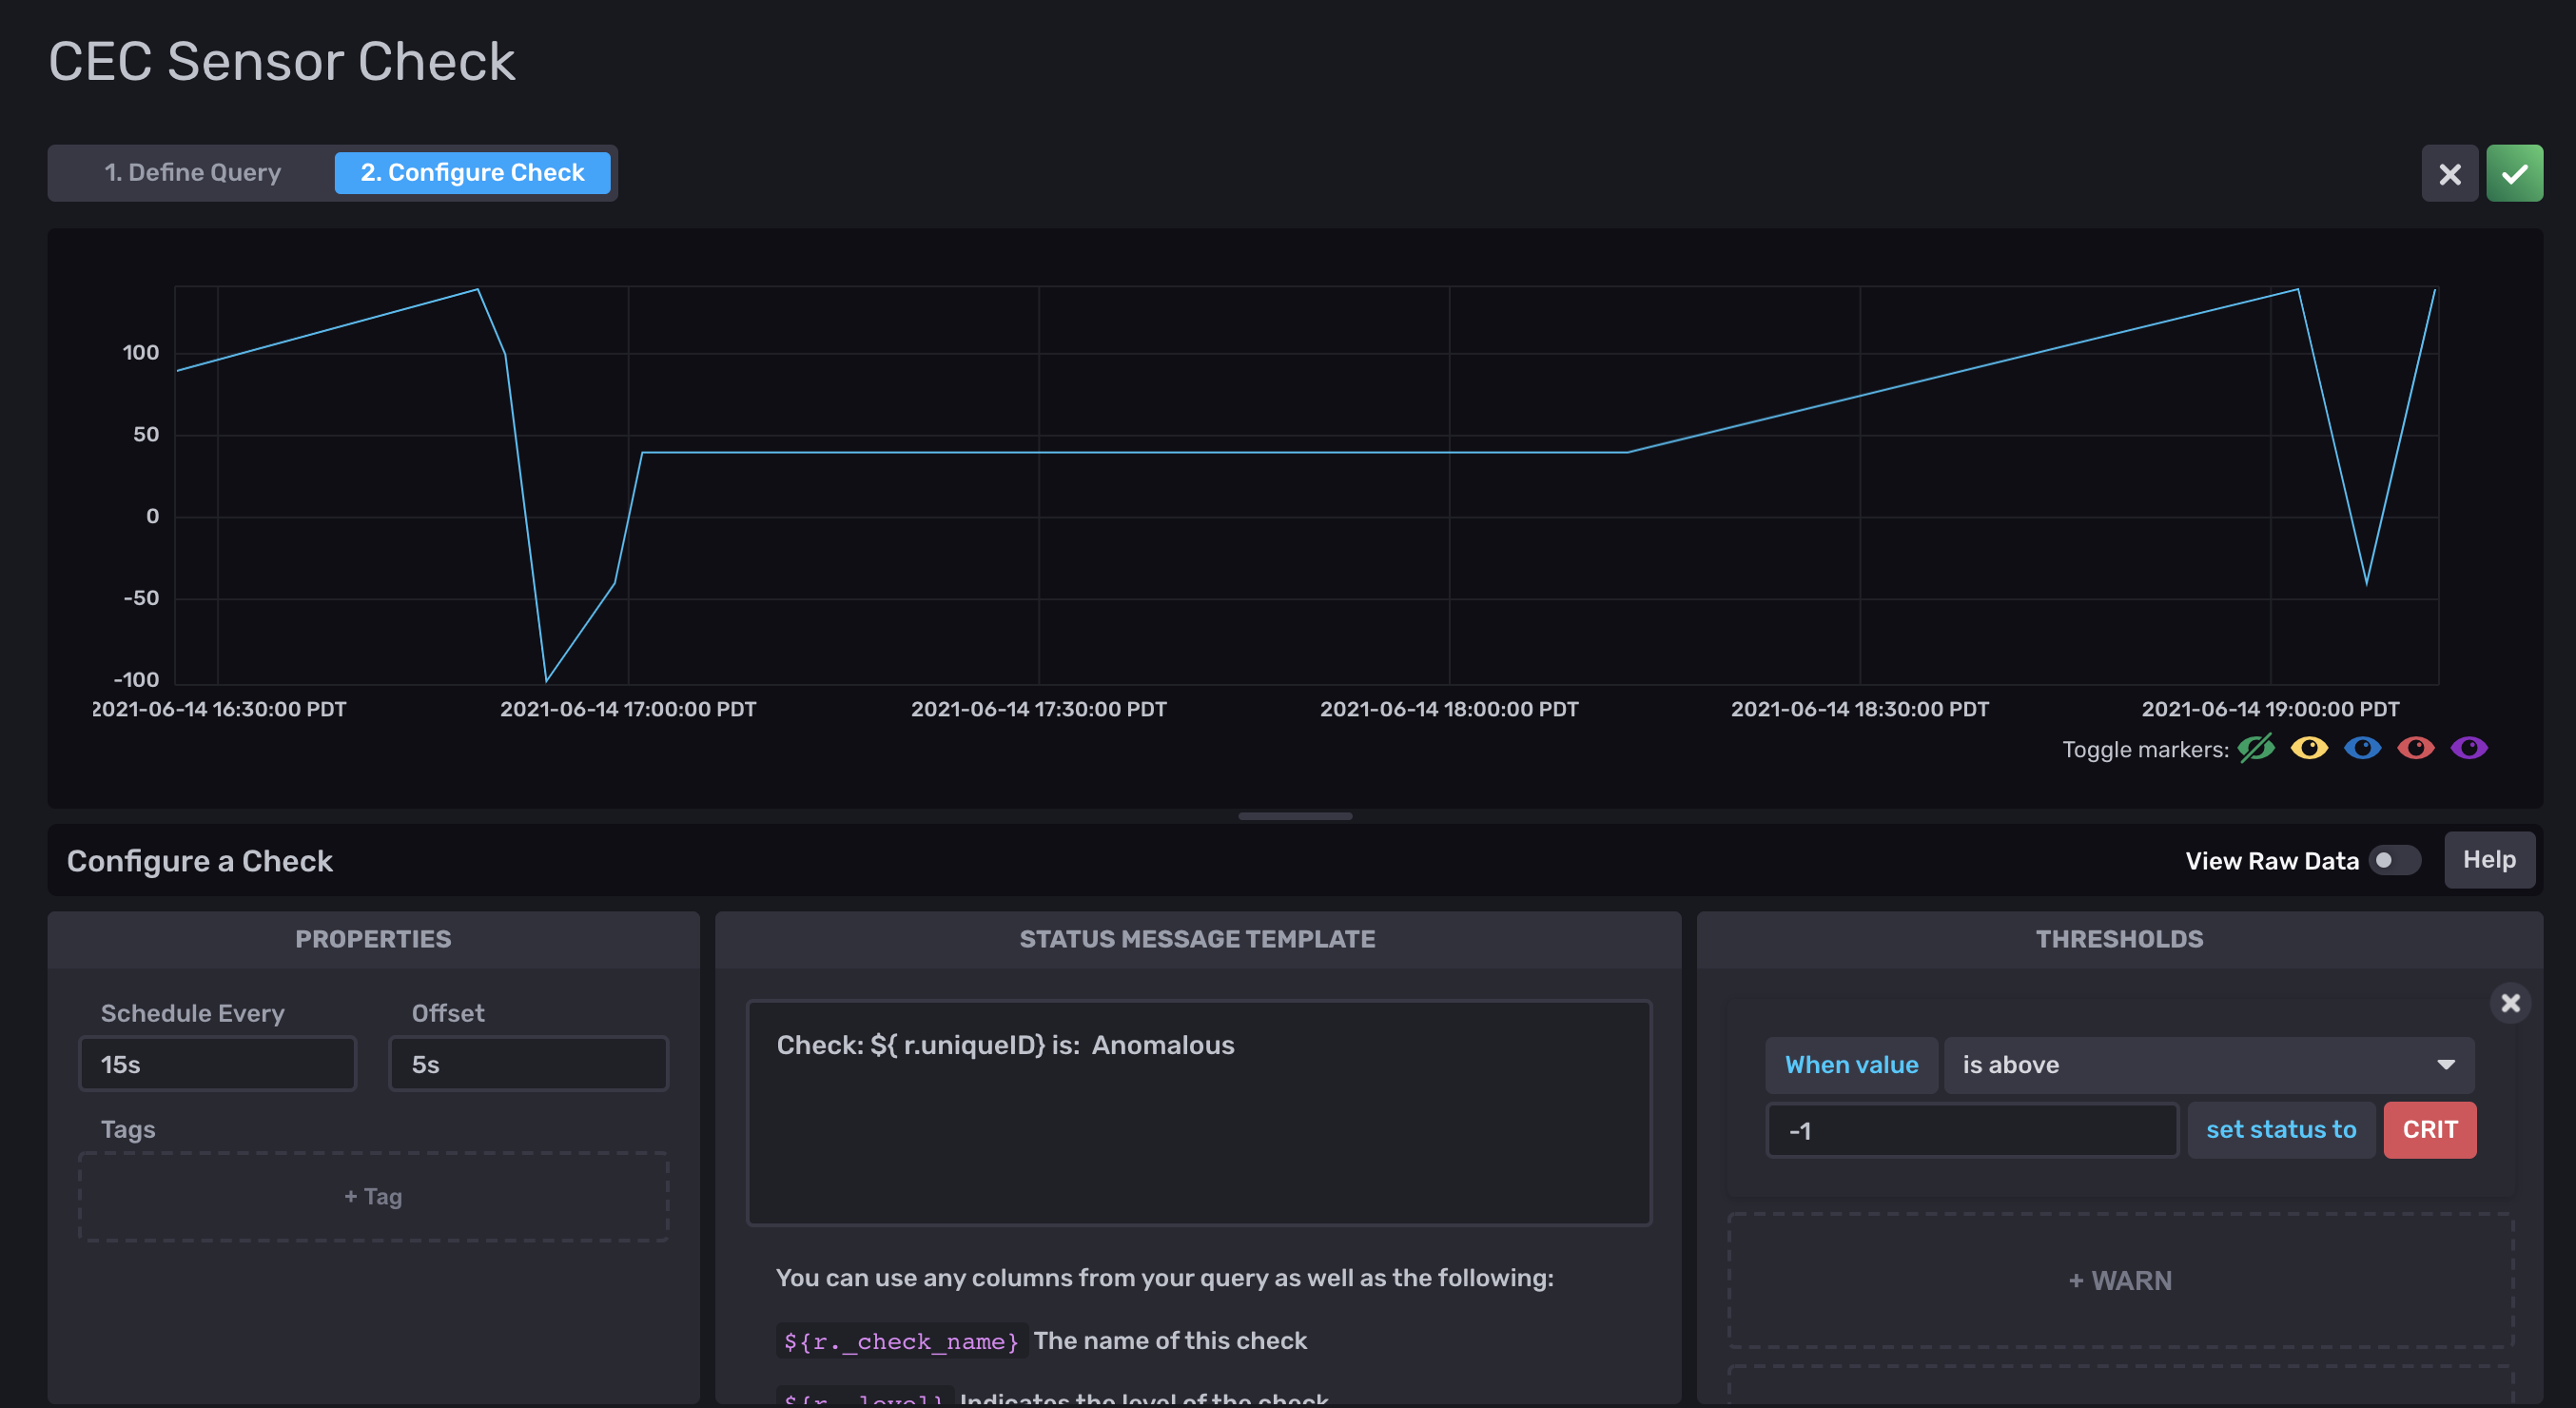 CEC Sensor Check
1. Define Query
2. Configure Check
100
50
0
-50
-100
2021-06-14 16:30:00 PDT
2021-06-14 17:00:00 PDT
2021-06-14 17:30:00 PDT
2021-06-14 18:00:00 PDT
2021-06-14 18:30:00 PDT
2021-06-14 19:00:00 PDT
Toggle markers:
Configure a Check
View Raw Data
Help
PROPERTIES
Schedule Every
Offset
15s
5s
Tags
+ Tag
STATUS MESSAGE TEMPLATE
Check: ${ r.uniqueID} is:  Anomalous
You can use any columns from your query as well as the following:
${r._check_name} The name of this check
${r._level} Indicates the level of the check
THRESHOLDS
When value
is above
-1
set status to
CRIT
+ WARN